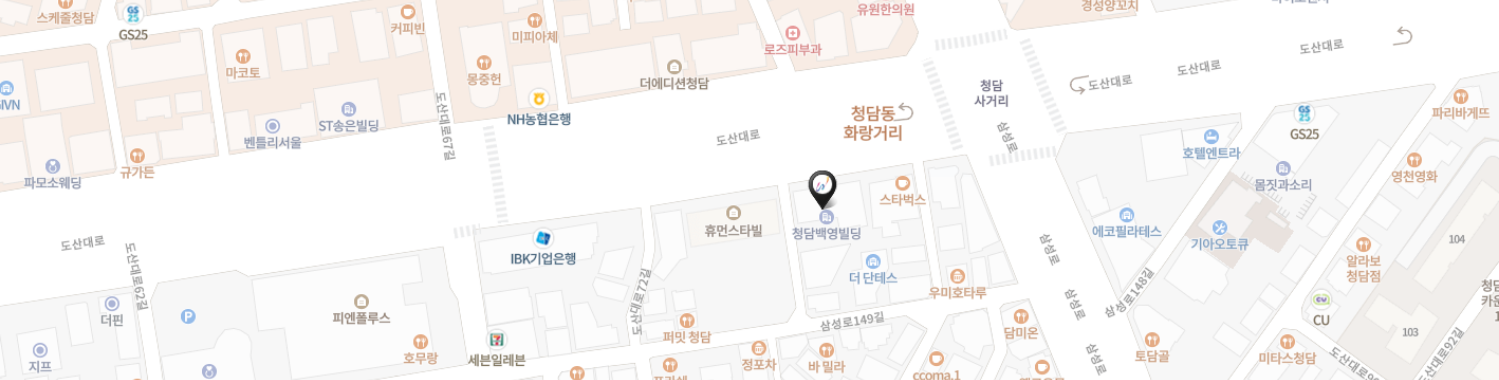 스케줄청담
GS25
커피빈
미피아체
유원한의원
경성양꼬치
로즈피부과
도산대로
도산대로
도산대로
마코토
몽중헌
더에디션청담
청담
사거리
GIVN
NH농협은행
청담동
화랑거리
ST송은빌딩
벤틀리서울
도산대로67길
도산대로
삼성로
GS25
파리바게뜨
규가든
파모소웨딩
호텔엔트라
몸짓과소리
영천영화
스타벅스
휴먼스타빌
청담백영빌딩
에코필라테스
기아오토큐
도산대로
도산대로62길
IBK기업은행
삼성로
104
알라보
청담점
더 단테스
우미호타루
도산대로72길
삼성로148길
더핀
P
피엔폴루스
삼성로
삼성로149길
담미온
CU
103
지프
호무랑
세븐일레븐
퍼밋 청담
정포차
바 밀라
삼성로
토담골
미타스청담
도산대로92길
ccoma.1